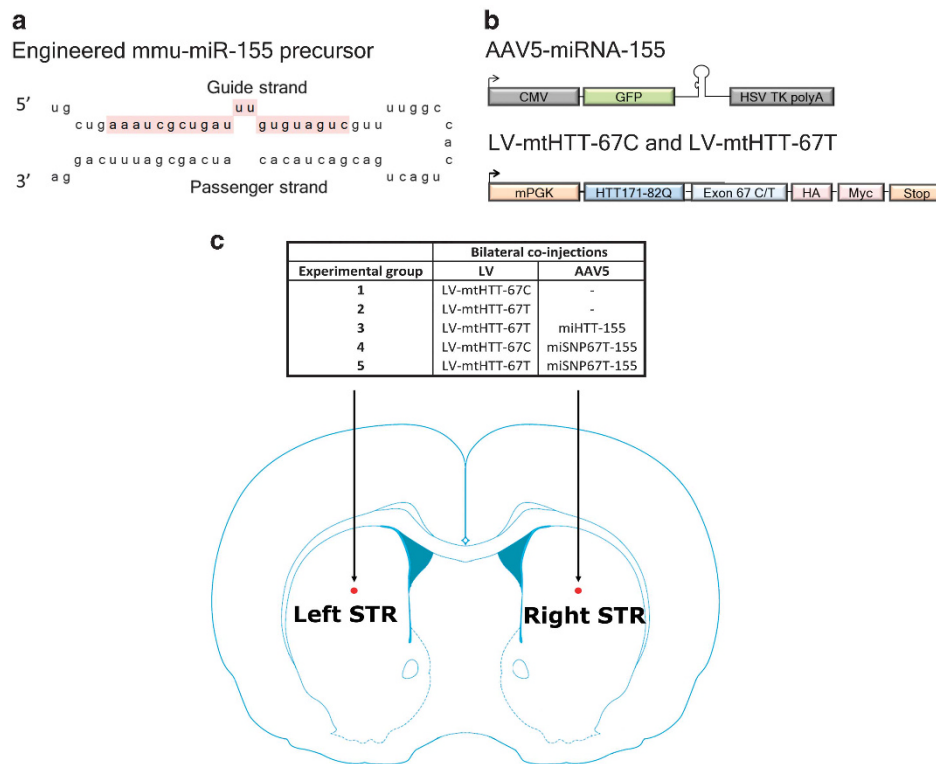 a
Engineered mmu-miR-155 precursor
Guide strand
5’ u g u u u u g g c
c u g a a a u c g c u g a u g u g u a g u c g u u c
a
g a c u u u a g c g a c u a c a c a u c a g c a g c
3’ a g Passenger strand u c a g u
b
AAV5-miRNA-155
CMV GFP HSV TK polyA
LV-mtHTT-67C and LV-mtHTT-67T
mPGK HTT171-82Q Exon 67 C/T HA Myc Stop
c
Bilateral co-injections
Experimental group LV AAV5
1 LV-mtHTT-67C -
2 LV-mtHTT-67T -
3 LV-mtHTT-67T miHTT-155
4 LV-mtHTT-67C miSNP67T-155
5 LV-mtHTT-67T miSNP67T-155
Left STR Right STR